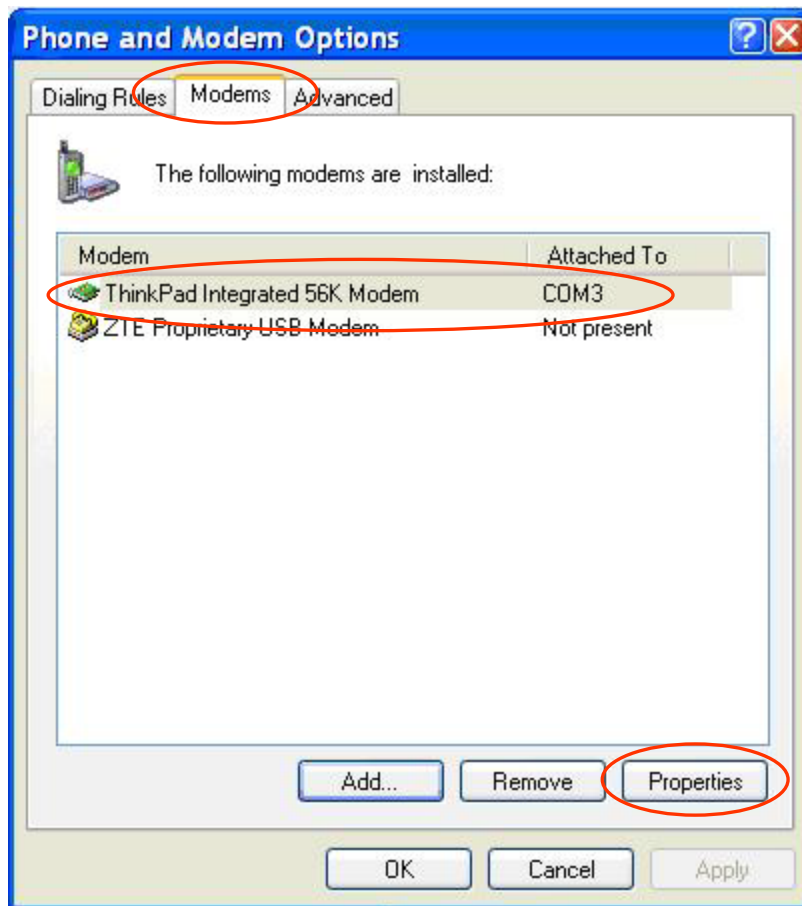 Phone and Modem Options
Dialing Rules Modems Advanced
The following modems are installed:
Modem Attached To
ThinkPad Integrated 56K Modem COM3
ZTE Proprietary USB Modem Not present
Add... Remove Properties
OK Cancel Apply